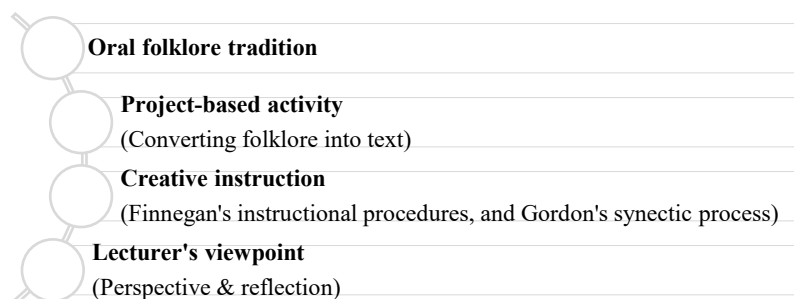 Oral folklore tradition
Project-based activity
(Converting folklore into text)
Creative instruction
(Finnegan's instructional procedures, and Gordon's synectic process)
Lecturer's viewpoint
(Perspective & reflection)